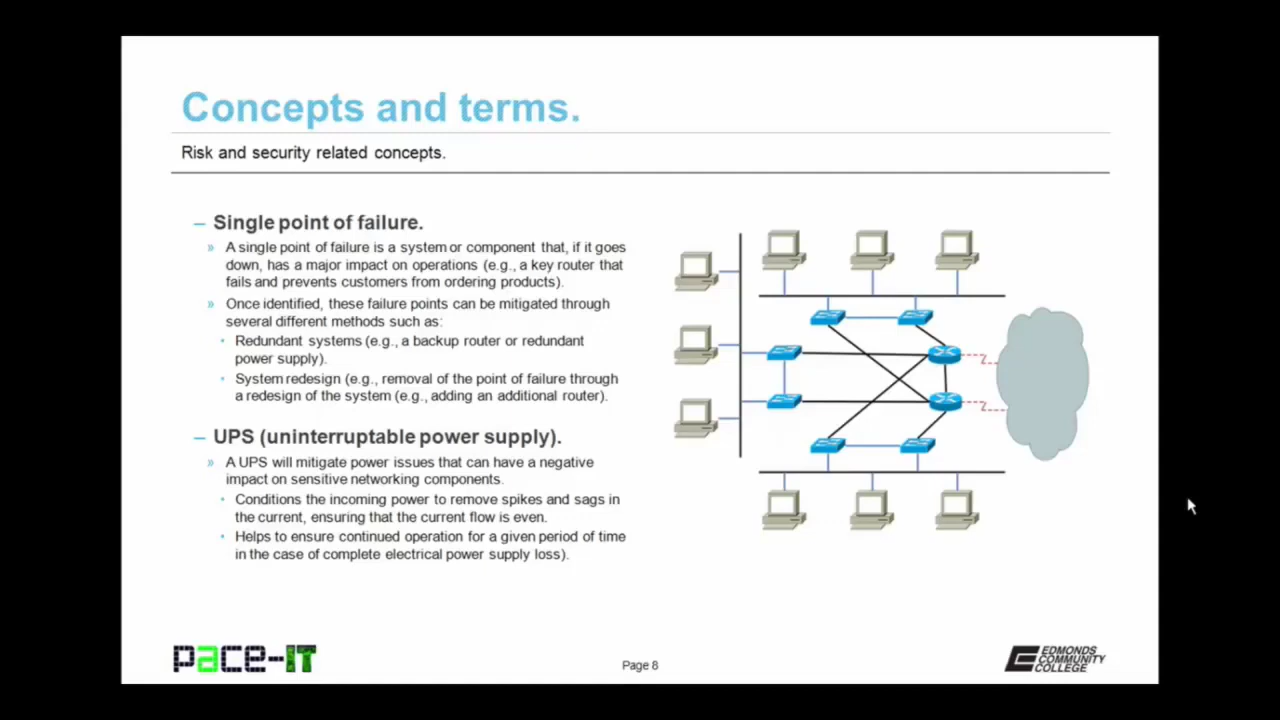 Concepts and terms.
Risk and security related concepts.
– Single point of failure.
» A single point of failure is a system or component that, if it goes
down, has a major impact on operations (e.g., a key router that
fails and prevents customers from ordering products).
» Once identified, these failure points can be mitigated through
several different methods such as:
• Redundant systems (e.g., a backup router or redundant
power supply).
• System redesign (e.g., removal of the point of failure through
a redesign of the system (e.g., adding an additional router).
– UPS (uninterruptable power supply).
» A UPS will mitigate power issues that can have a negative
impact on sensitive networking components.
• Conditions the incoming power to remove spikes and sags in
the current, ensuring that the current flow is even.
• Helps to ensure continued operation for a given period of time
in the case of complete electrical power supply loss).
pace-IT
Page 8
EDMONDS
COMMUNITY
COLLEGE